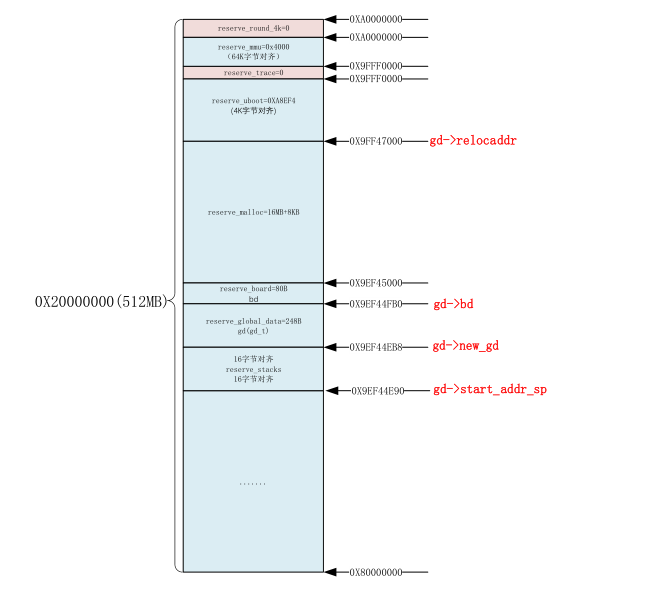 reserve_round_4k=0
0XA0000000
0XA0000000
reserve_mmu=0x4000
(64K字节对齐)
0X9FFF0000
reserve_trace=0
0X9FFF0000
reserve_uboot=0XA8EF4
(4K字节对齐)
0X9FF47000
gd->relocaddr
reserve_malloc=16MB+8KB
0X9EF45000
reserve_board=80B
bd
0X20000000(512MB)
0X9EF44FB0
gd->bd
reserve_global_data=248B
gd(gd_t)
0X9EF44EB8
gd->new_gd
16字节对齐
reserve_stacks
16字节对齐
0X9EF44E90
gd->start_addr_sp
.......
0X80000000